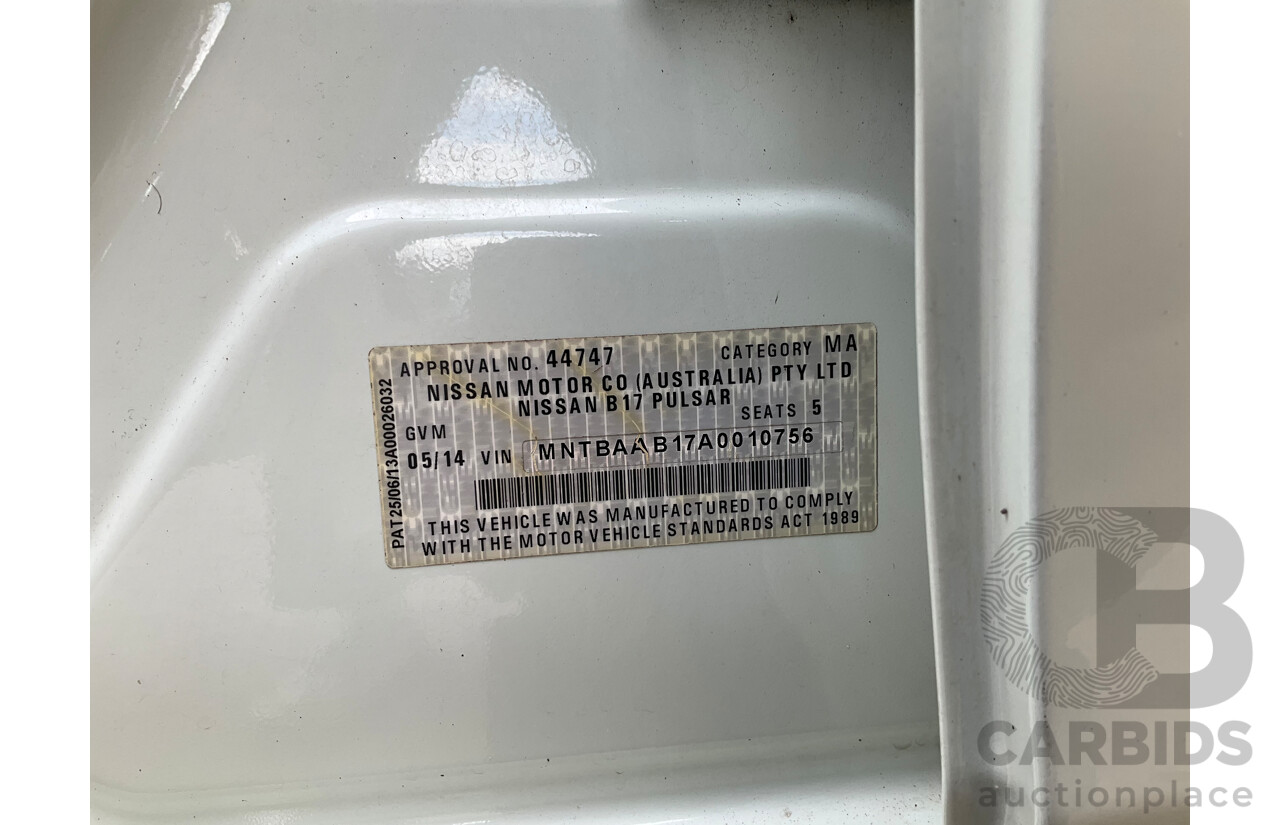 APPROVAL NO. 44747 CATEGORY MA
NISSAN MOTOR CO (AUSTRALIA) PTY LTD
NISSAN B17 PULSAR
SEATS 5
GVM
05/14 VIN MNTBAAB17A0010756
THIS VEHICLE WAS MANUFACTURED TO COMPLY
WITH THE MOTOR VEHICLE STANDARDS ACT 1989
PAT25/06/13A00026032
CB
CARBIDS
auctionplace